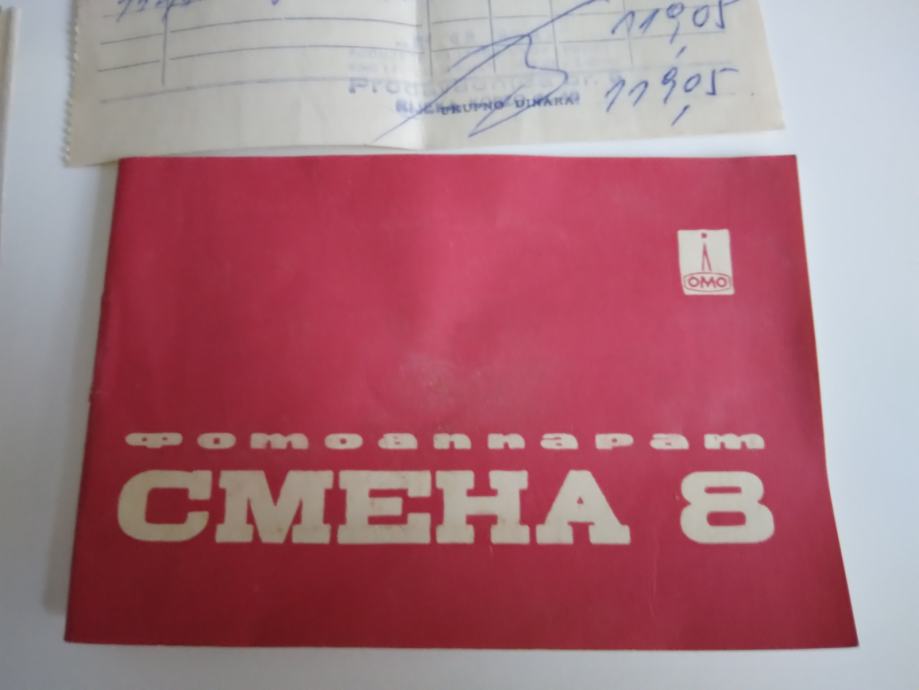 119,05
UKUPNO DINARA
119,05
ОМО
фотоаппарат
СМЕНА 8